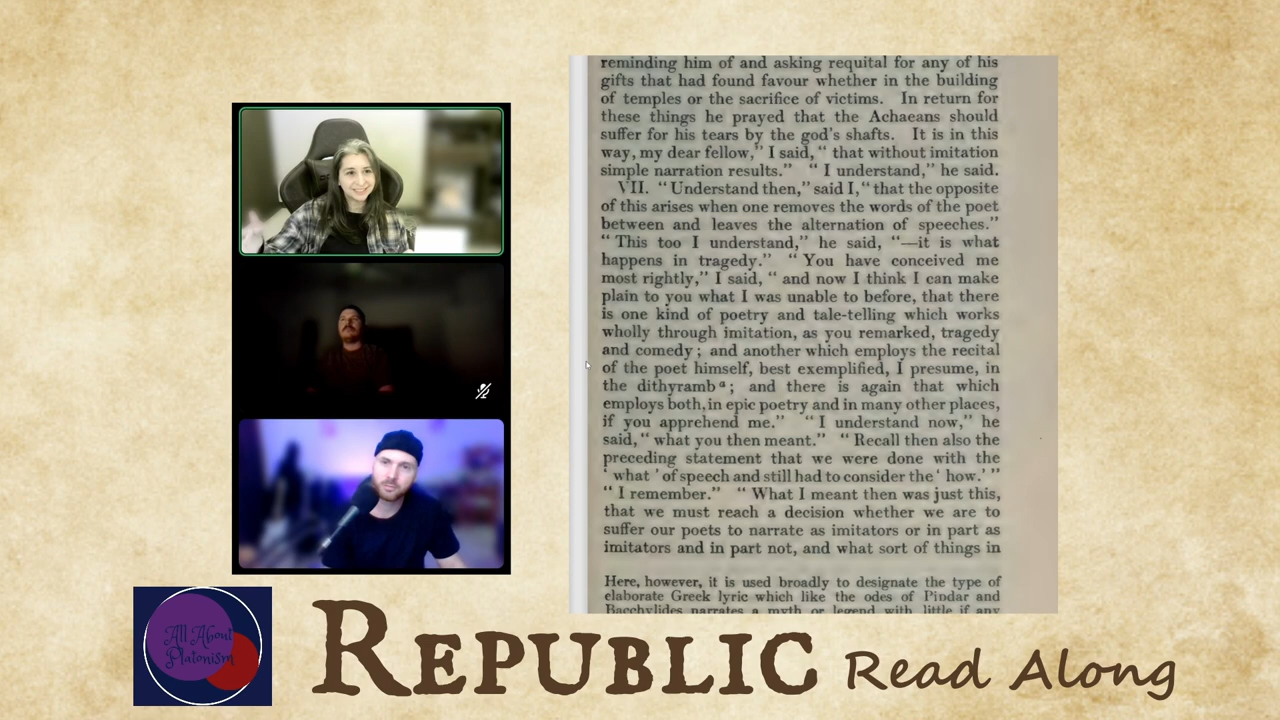 reminding him of and asking requital for any of his
gifts that had found favour whether in the building
of temples or the sacrifice of victims. In return for
these things he prayed that the Achaeans should
suffer for his tears by the god's shafts. It is in this
way, my dear fellow,” I said, “ that without imitation
simple narration results.” “ I understand,” he said.
VII. “ Understand then,” said I, “ that the opposite
of this arises when one removes the words of the poet
between and leaves the alternation of speeches.”
“ This too I understand,” he said, “—it is what
happens in tragedy.” “ You have conceived me
most rightly,” I said, “ and now I think I can make
plain to you what I was unable to before, that there
is one kind of poetry and tale-telling which works
wholly through imitation, as you remarked, tragedy
and comedy ; and another which employs the recital
of the poet himself, best exemplified, I presume, in
the dithyramb a ; and there is again that which
employs both, in epic poetry and in many other places,
if you apprehend me.” “ I understand now,” he
said, “ what you then meant.” “ Recall then also the
preceding statement that we were done with the
‘ what ’ of speech and still had to consider the ‘ how.’ ”
“ I remember.” “ What I meant then was just this,
that we must reach a decision whether we are to
suffer our poets to narrate as imitators or in part as
imitators and in part not, and what sort of things in
Here, however, it is used broadly to designate the type of
elaborate Greek lyric which like the odes of Pindar and
Bacchylides narrates a myth or legend with little if any
All About
Platonism
Republic Read Along